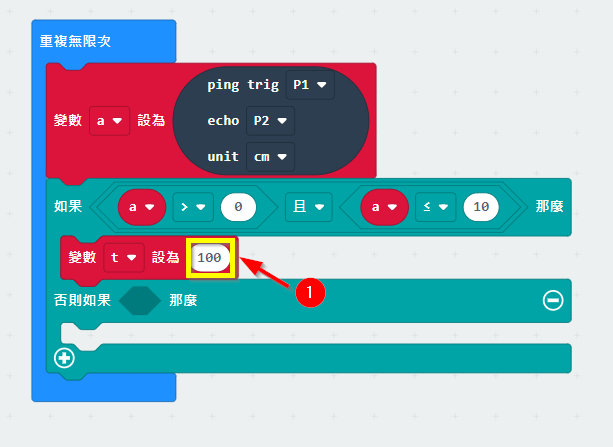 重複無限次
ping trig P1
變數 a 設為 echo P2
unit cm
如果 a > 0 且 a ≤ 10 那麼
變數 t 設為 100
1
否則如果 那麼